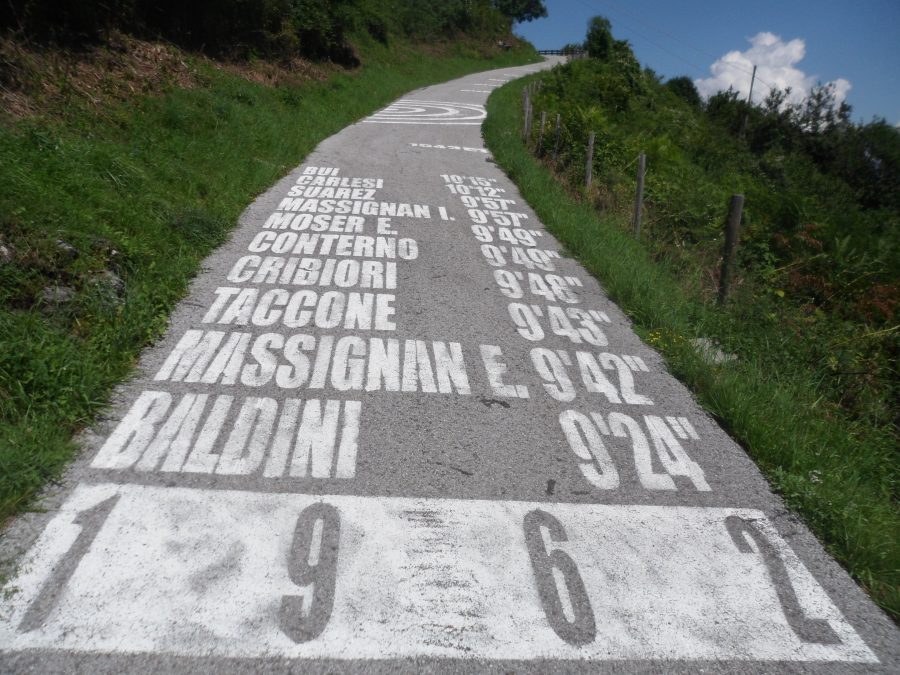 BUI 10'15"
CARLESI 10'12"
SUAREZ 9'57"
MASSIGNAN I. 9'51"
MOSER E. 9'49"
CONTERNO 9'49"
CRIBIORI 9'48"
TACCONE 9'43"
MASSIGNAN E. 9'42"
BALDINI 9'24"
1962